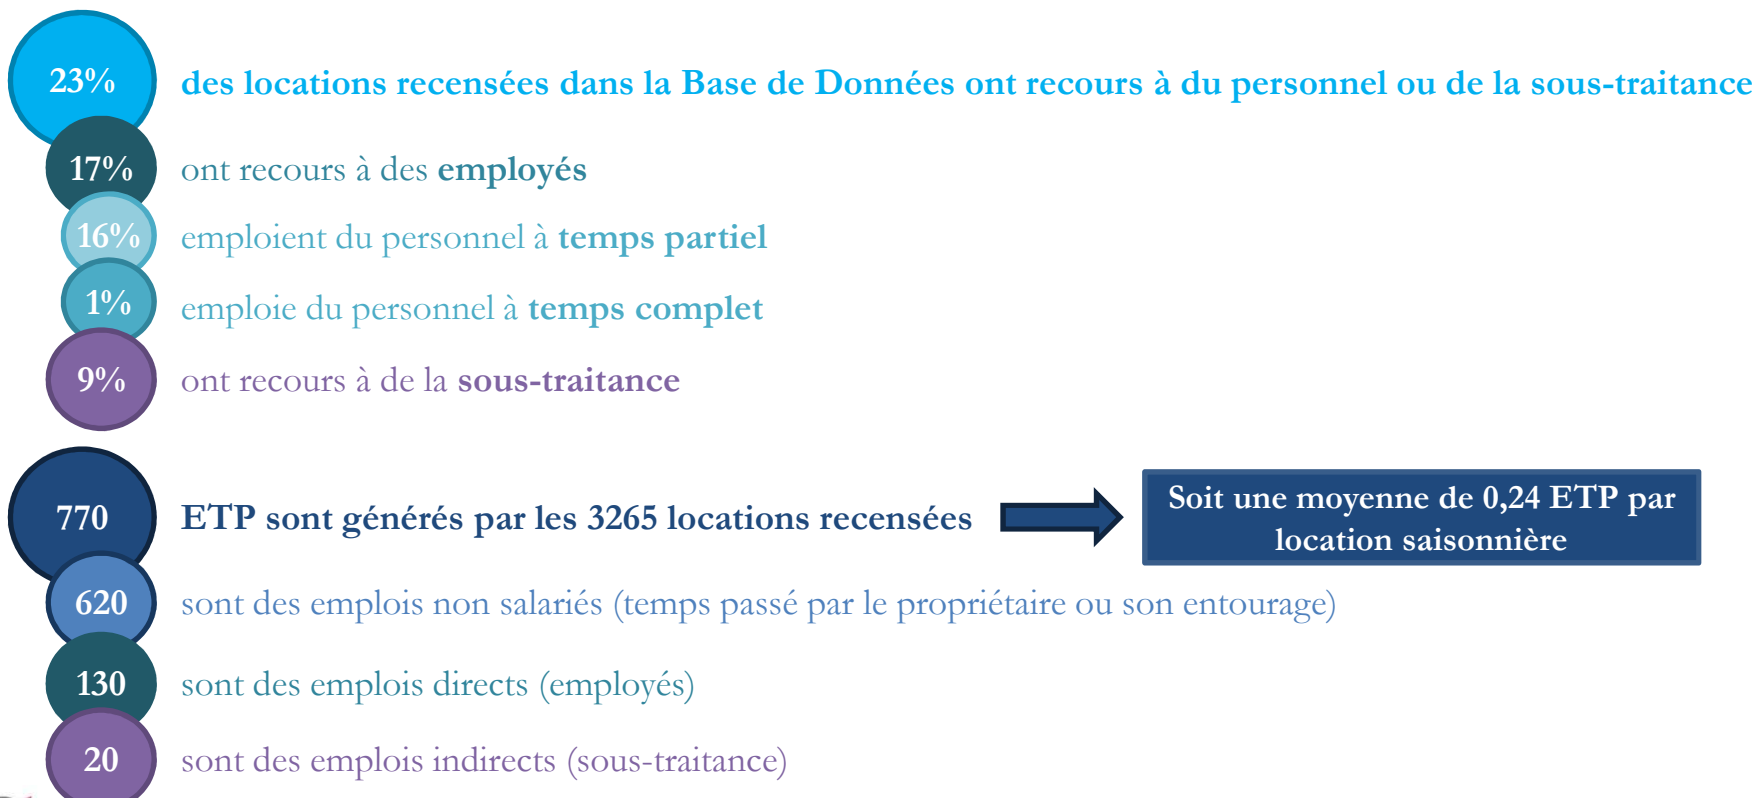 23% des locations recensées dans la Base de Données ont recours à du personnel ou de la sous-traitance
17% ont recours à des employés
16% emploient du personnel à temps partiel
1% emploie du personnel à temps complet
9% ont recours à de la sous-traitance
770 ETP sont générés par les 3265 locations recensées
Soit une moyenne de 0,24 ETP par
location saisonnière
620 sont des emplois non salariés (temps passé par le propriétaire ou son entourage)
130 sont des emplois directs (employés)
20 sont des emplois indirects (sous-traitance)